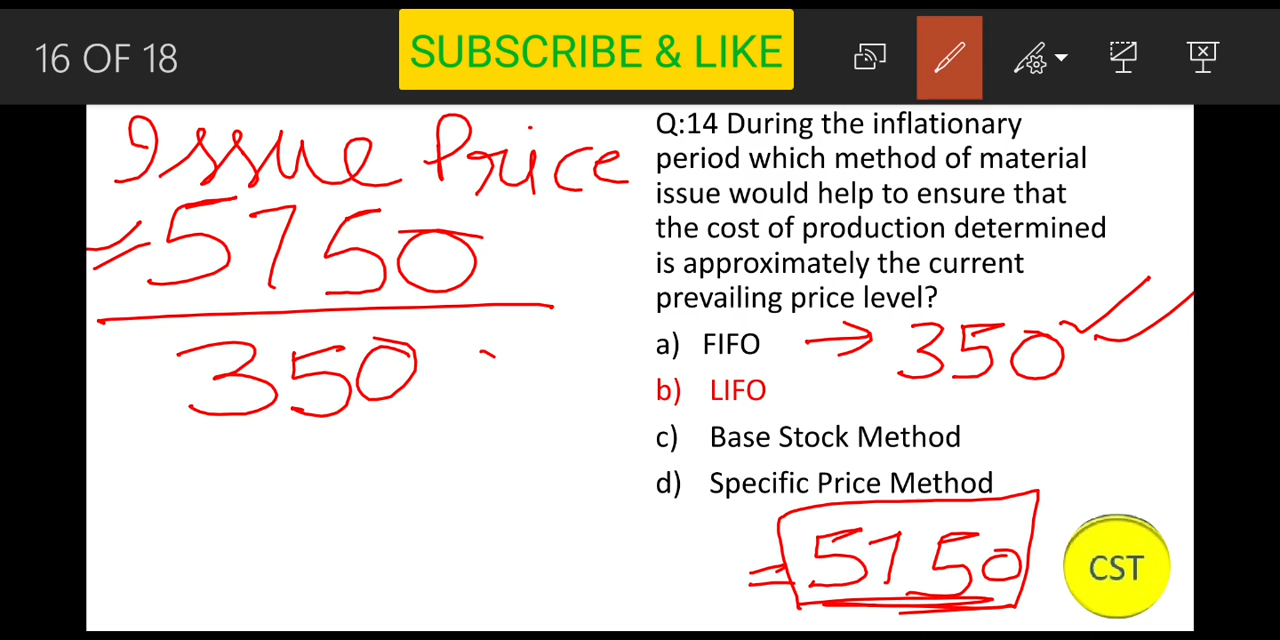 16 OF 18
SUBSCRIBE & LIKE
Issue Price
= 5750
350
Q:14 During the inflationary
period which method of material
issue would help to ensure that
the cost of production determined
is approximately the current
prevailing price level?
a) FIFO → 350
b) LIFO
c) Base Stock Method
d) Specific Price Method
= 5750
CST